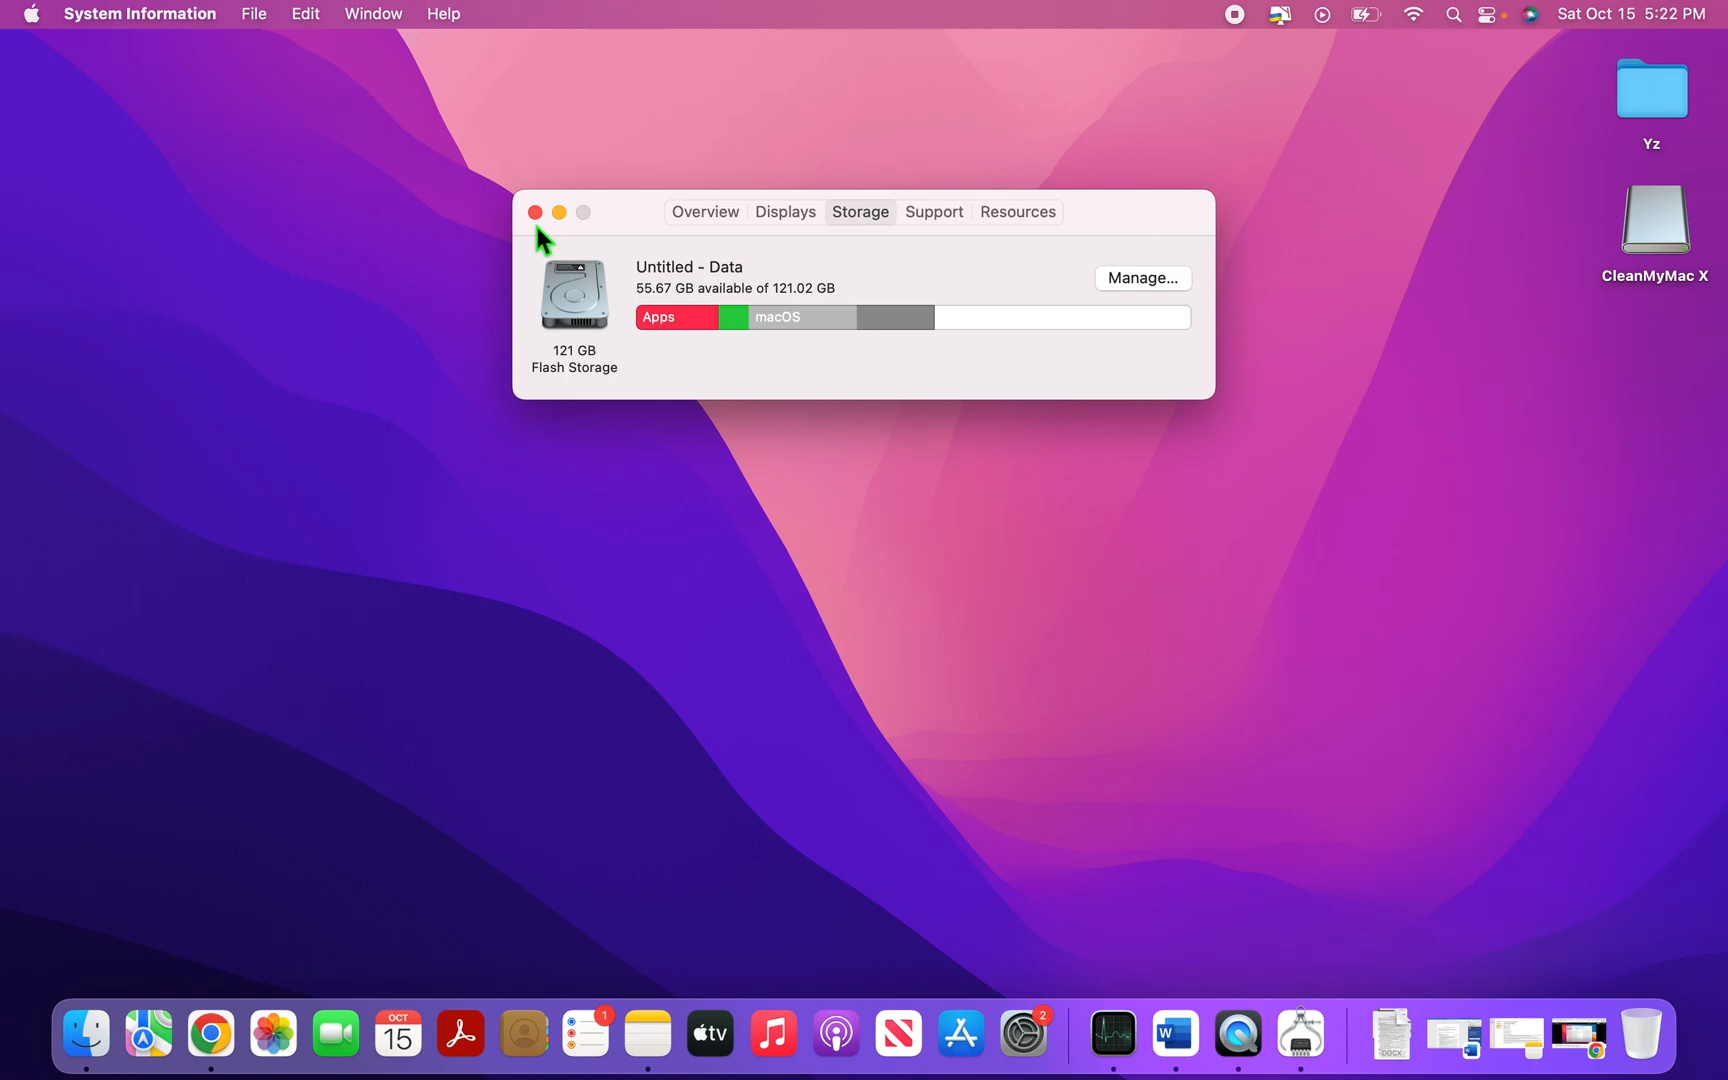 System Information File Edit Window Help Sat Oct 15 5:22 PM
Yz
CleanMyMac X
Overview Displays Storage Support Resources
Untitled - Data
55.67 GB available of 121.02 GB
Manage...
Apps macOS
121 GB
Flash Storage
OCT
15
1
tv
2
W
DOCX